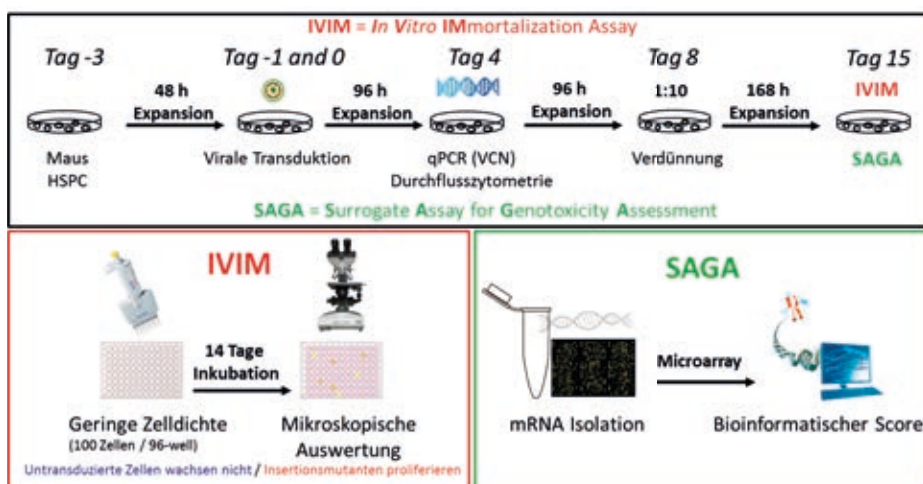 IVIM = In Vitro IMmortalization Assay
Tag -3
Tag -1 and 0
Tag 4
Tag 8
Tag 15
48 h
Expansion
96 h
Expansion
96 h
Expansion
1:10
168 h
Expansion
IVIM
Maus
HSPC
Virale Transduktion
qPCR (VCN)
Durchflusszytometrie
Verdünnung
SAGA
SAGA = Surrogate Assay for Genotoxicity Assessment
IVIM
14 Tage
Inkubation
Geringe Zelldichte
(100 Zellen / 96-well)
Mikroskopische
Auswertung
Untransduzierte Zellen wachsen nicht / Insertionsmutanten proliferieren
SAGA
Microarray
mRNA Isolation
Bioinformatischer Score